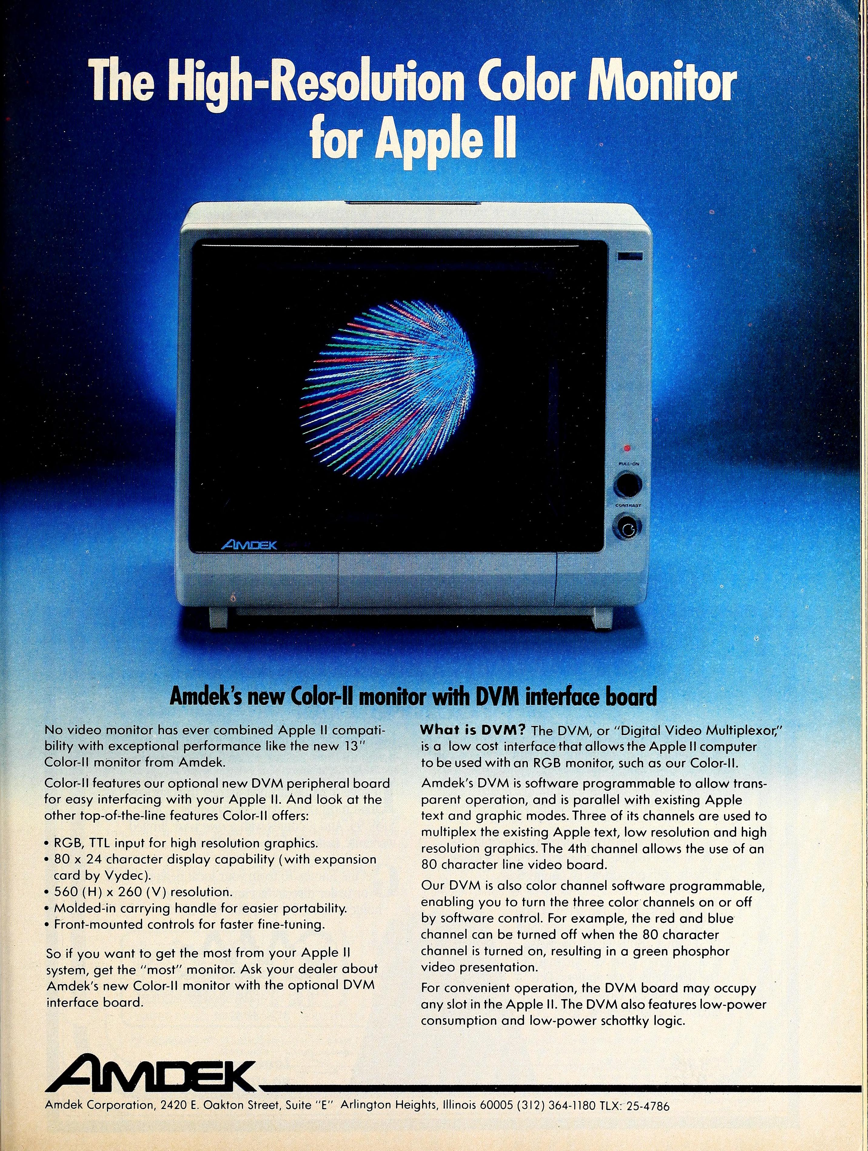 The High-Resolution Color Monitor
for Apple II
PULL-ON
CONTRAST
AMDEK
Amdek's new Color-II monitor with DVM interface board
No video monitor has ever combined Apple II compati-
bility with exceptional performance like the new 13"
Color-II monitor from Amdek.
Color-II features our optional new DVM peripheral board
for easy interfacing with your Apple II. And look at the
other top-of-the-line features Color-II offers:
• RGB, TTL input for high resolution graphics.
• 80 x 24 character display capability (with expansion
card by Vydec).
• 560 (H) x 260 (V) resolution.
• Molded-in carrying handle for easier portability.
• Front-mounted controls for faster fine-tuning.
So if you want to get the most from your Apple II
system, get the "most" monitor. Ask your dealer about
Amdek's new Color-II monitor with the optional DVM
interface board.
What is DVM? The DVM, or "Digital Video Multiplexor,"
is a low cost interface that allows the Apple II computer
to be used with an RGB monitor, such as our Color-II.
Amdek's DVM is software programmable to allow trans-
parent operation, and is parallel with existing Apple
text and graphic modes. Three of its channels are used to
multiplex the existing Apple text, low resolution and high
resolution graphics. The 4th channel allows the use of an
80 character line video board.
Our DVM is also color channel software programmable,
enabling you to turn the three color channels on or off
by software control. For example, the red and blue
channel can be turned off when the 80 character
channel is turned on, resulting in a green phosphor
video presentation.
For convenient operation, the DVM board may occupy
any slot in the Apple II. The DVM also features low-power
consumption and low-power schottky logic.
AMDEK
Amdek Corporation, 2420 E. Oakton Street, Suite "E" Arlington Heights, Illinois 60005 (312) 364-1180 TLX: 25-4786